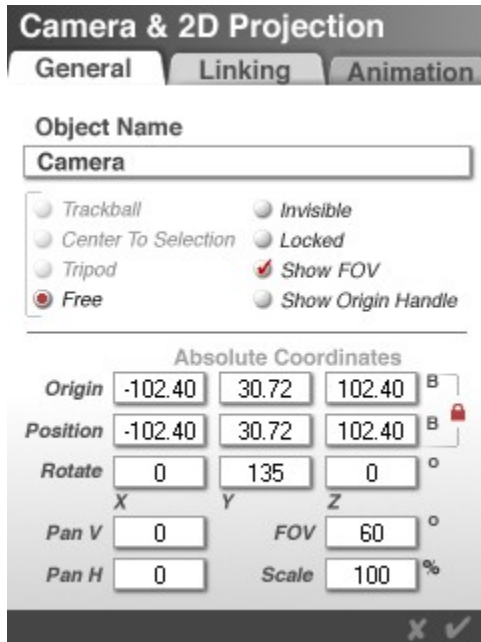 Camera & 2D Projection
General Linking Animation
Object Name
Camera
Trackball Invisible
Center To Selection Locked
Tripod Show FOV
Free Show Origin Handle
Absolute Coordinates
Origin -102.40 30.72 102.40 B
Position -102.40 30.72 102.40 B
Rotate 0 135 0 °
X Y Z
Pan V 0 FOV 60 °
Pan H 0 Scale 100 %